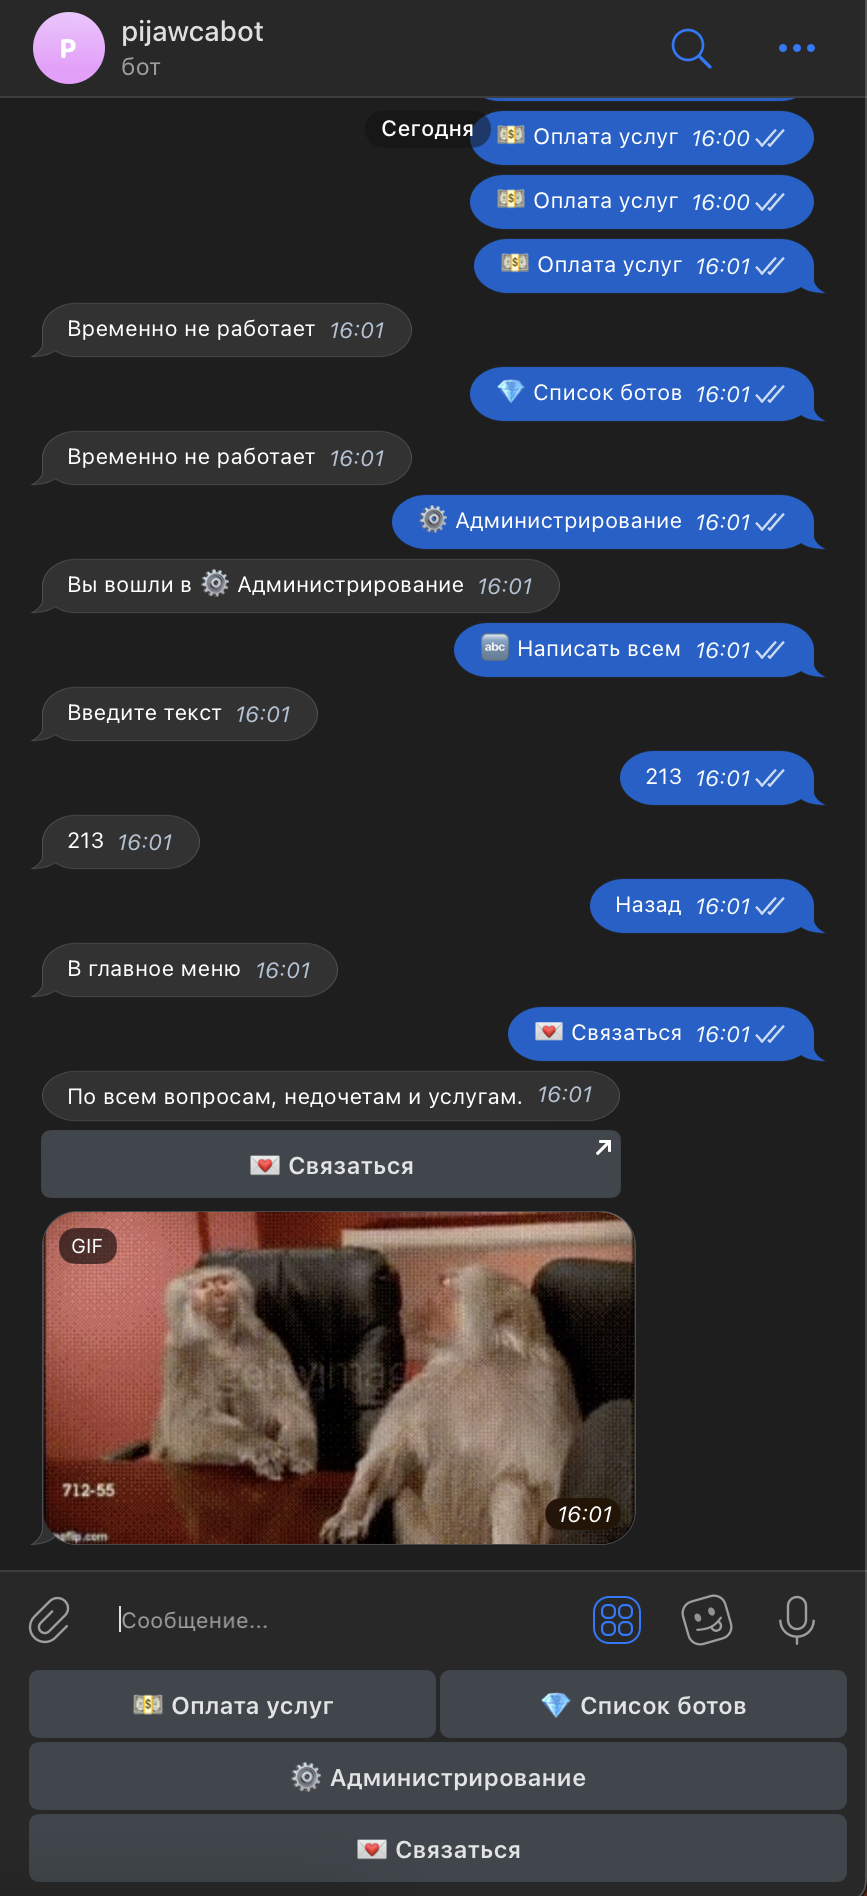 P
pijawcabot
бот
Сегодня
💵 Оплата услуг 16:00
💵 Оплата услуг 16:00
💵 Оплата услуг 16:01
Временно не работает 16:01
💎 Список ботов 16:01
Временно не работает 16:01
⚙️ Администрирование 16:01
Вы вошли в ⚙️ Администрирование 16:01
🔤 Написать всем 16:01
Введите текст 16:01
213 16:01
213 16:01
Назад 16:01
В главное меню 16:01
💌 Связаться 16:01
По всем вопросам, недочетам и услугам. 16:01
💌 Связаться
GIF
712-55
16:01
Сообщение...
💵 Оплата услуг
💎 Список ботов
⚙️ Администрирование
💌 Связаться